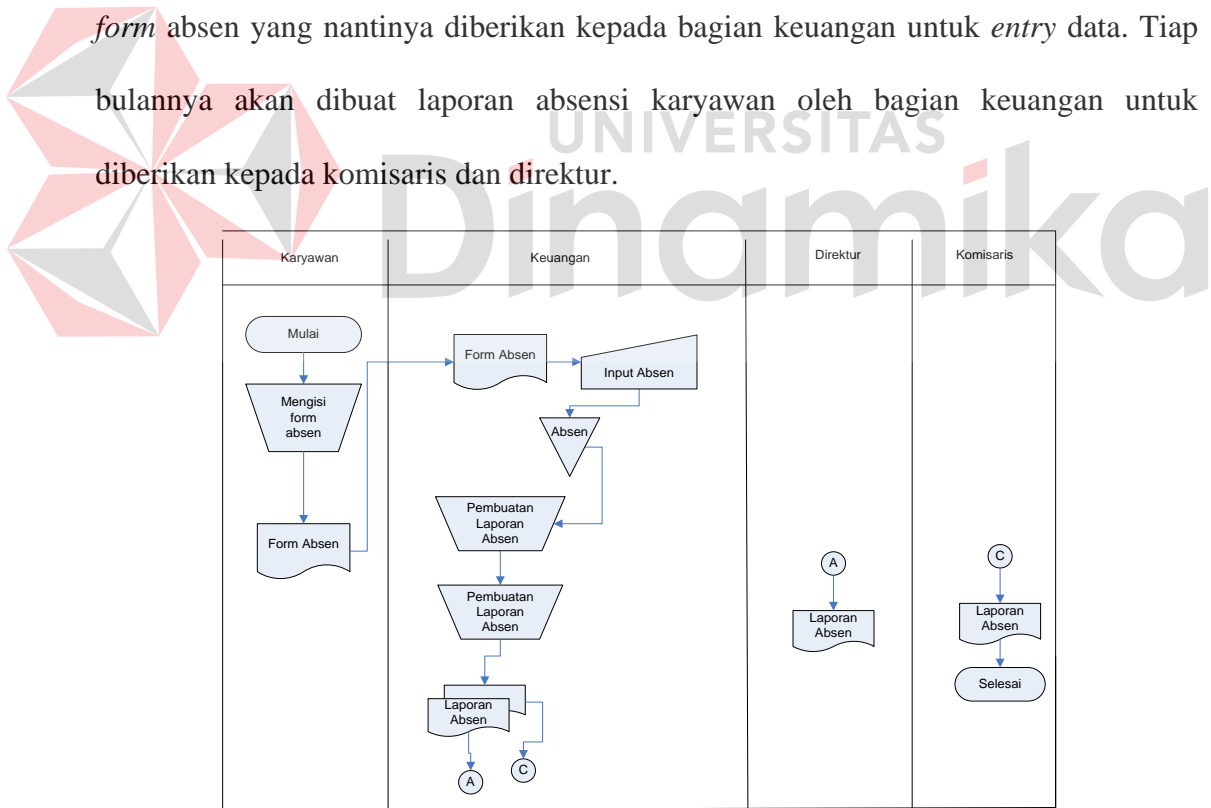 form absen yang nantinya diberikan kepada bagian keuangan untuk entry data. Tiap
bulannya akan dibuat laporan absensi karyawan oleh bagian keuangan untuk
diberikan kepada komisaris dan direktur.
UNIVERSITAS
Dinamika
Karyawan
Keuangan
Direktur
Komisaris
Mulai
Mengisi
form
absen
Form Absen
Form Absen
Input Absen
Absen
Pembuatan
Laporan
Absen
Pembuatan
Laporan
Absen
Laporan
Absen
A
C
A
Laporan
Absen
C
Laporan
Absen
Selesai